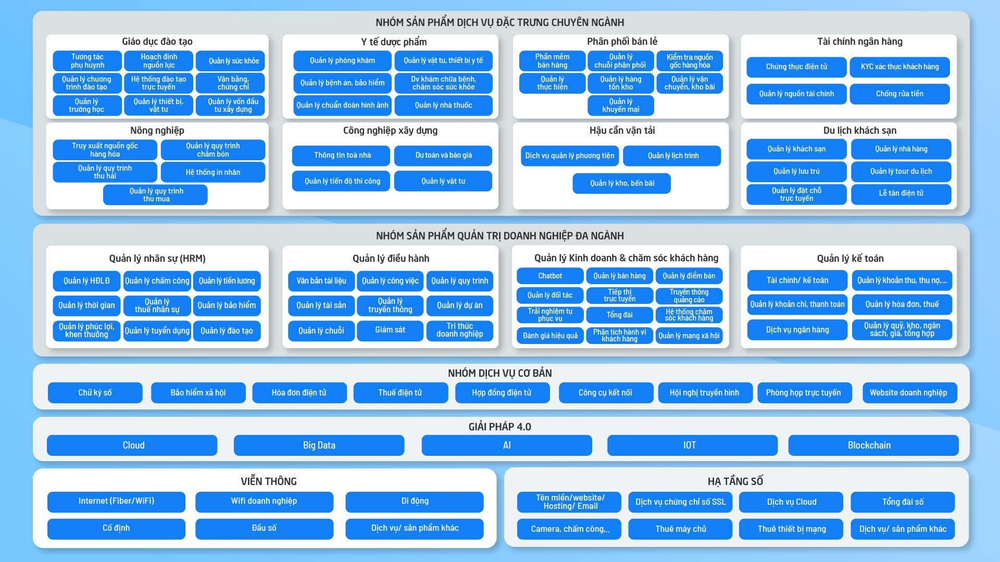 NHÓM SẢN PHẨM DỊCH VỤ ĐẶC TRƯNG CHUYÊN NGÀNH
Giáo dục đào tạo
Tương tác
phụ huynh
Hoạch định
nguồn lực
Quản lý sức khỏe
Quản lý chương
trình đào tạo
Hệ thống đào tạo
trực tuyến
Văn bằng,
chứng chỉ
Quản lý
trường học
Quản lý thiết bị,
vật tư
Quản lý vốn đầu
tư xây dựng
Y tế dược phẩm
Quản lý phòng khám
Quản lý vật tư, thiết bị y tế
Quản lý bệnh án, bảo hiểm
Dv khám chữa bệnh,
chăm sóc sức khỏe
Quản lý chuẩn đoán hình ảnh
Quản lý nhà thuốc
Phân phối bán lẻ
Phần mềm
bán hàng
Quản lý
chuỗi phân phối
Kiểm tra nguồn
gốc hàng hóa
Quản lý
thực hiện
Quản lý hàng
tồn kho
Quản lý vận
chuyển, kho bãi
Quản lý
khuyến mại
Tài chính ngân hàng
Chứng thực điện tử
KYC xác thực khách hàng
Quản lý nguồn tài chính
Chống rửa tiền
Nông nghiệp
Truy xuất nguồn gốc
hàng hóa
Quản lý quy trình
chăm bón
Quản lý quy trình
thu hái
Hệ thống in nhãn
Quản lý quy trình
thu mua
Công nghiệp xây dựng
Thông tin toà nhà
Dự toán và báo giá
Quản lý tiến độ thi công
Quản lý vật tư
Hậu cần vận tải
Dịch vụ quản lý phương tiện
Quản lý lịch trình
Quản lý kho, bến bãi
Du lịch khách sạn
Quản lý khách sạn
Quản lý nhà hàng
Quản lý lưu trú
Quản lý tour du lịch
Quản lý đặt chỗ
trực tuyến
Lễ tân điện tử
NHÓM SẢN PHẨM QUẢN TRỊ DOANH NGHIỆP ĐA NGÀNH
Quản lý nhân sự (HRM)
Quản lý HĐLĐ
Quản lý chấm công
Quản lý tiền lương
Quản lý thời gian
Quản lý
thuế nhân sự
Quản lý bảo hiểm
Quản lý phúc lợi,
khen thưởng
Quản lý tuyển dụng
Quản lý đào tạo
Quản lý điều hành
Văn bản tài liệu
Quản lý công việc
Quản lý quy trình
Quản lý tài sản
Quản lý
truyền thông
Quản lý dự án
Quản lý chuỗi
Giám sát
Tri thức
doanh nghiệp
Quản lý Kinh doanh & chăm sóc khách hàng
Chatbot
Quản lý bán hàng
Quản lý điểm bán
Quản lý đối tác
Tiếp thị
trực tuyến
Truyền thông
quảng cáo
Trải nghiệm tự
phục vụ
Tổng đài
Hệ thống chăm
sóc khách hàng
Đánh giá hiệu quả
Phân tích hành vi
khách hàng
Quản lý mạng xã hội
Quản lý kế toán
Tài chính/ kế toán
Quản lý khoản thu, thu nợ,...
Quản lý khoản chi, thanh toán
Quản lý hóa đơn, thuế
Dịch vụ ngân hàng
Quản lý quỹ, kho, ngân
sách, giá, tổng hợp
NHÓM DỊCH VỤ CƠ BẢN
Chữ ký số
Bảo hiểm xã hội
Hóa đơn điện tử
Thuế điện tử
Hợp đồng điện tử
Công cụ kết nối
Hội nghị truyền hình
Phòng họp trực tuyến
Website doanh nghiệp
GIẢI PHÁP 4.0
Cloud
Big Data
AI
IOT
Blockchain
VIỄN THÔNG
Internet (Fiber/WiFi)
Wifi doanh nghiệp
Di động
Cố định
Đầu số
Dịch vụ/ sản phẩm khác
HẠ TẦNG SỐ
Tên miền/website/
Hosting/ Email
Dịch vụ chứng chỉ số SSL
Dịch vụ Cloud
Tổng đài số
Camera, chấm công,..
Thuê máy chủ
Thuê thiết bị mạng
Dịch vụ/ sản phẩm khác